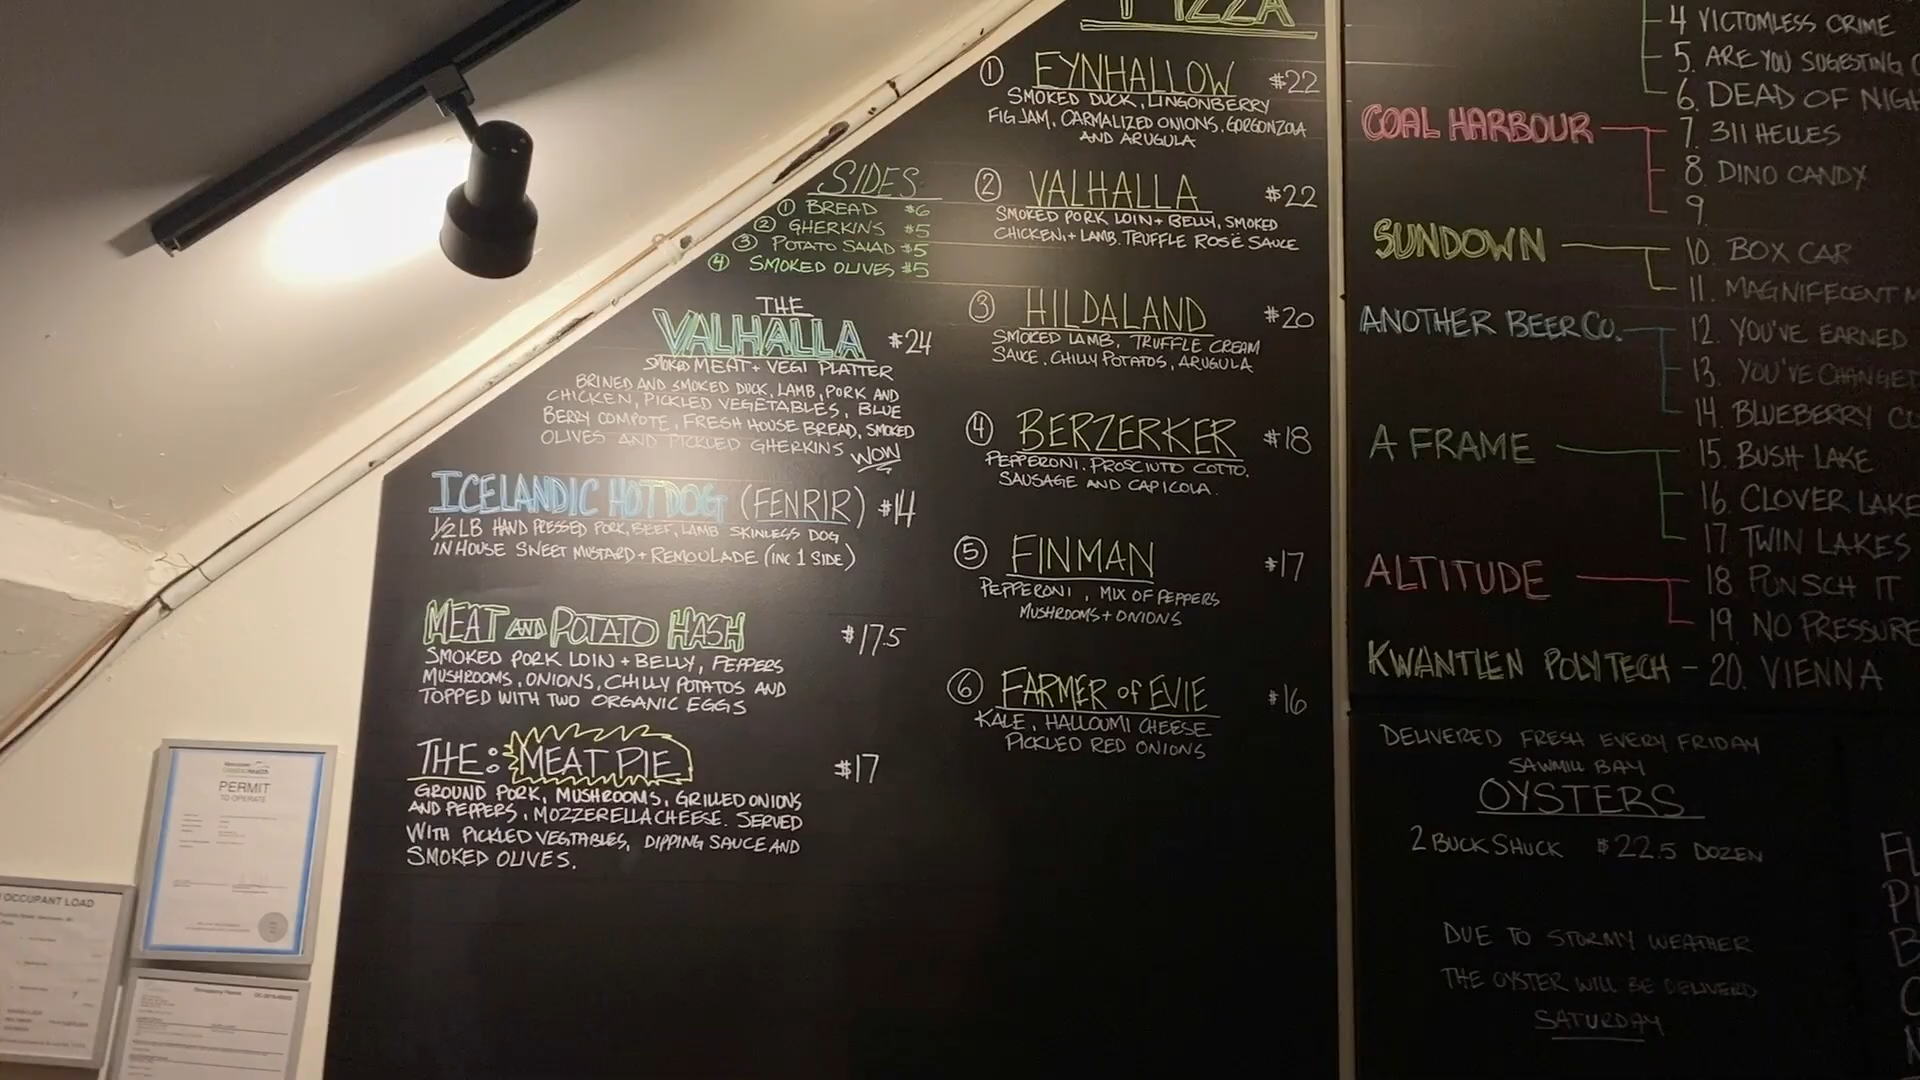 PIZZA
① EYNHALLOW $22
SMOKED DUCK, LINGONBERRY
FIG JAM, CARMALIZED ONIONS, GORGONZOLA
AND ARUGULA
② VALHALLA $22
SMOKED PORK LOIN + BELLY, SMOKED
CHICKEN, + LAMB. TRUFFLE ROSË SAUCE
③ HILDALAND $20
SMOKED LAMB, TRUFFLE CREAM
SAUCE, CHILLY POTATOS, ARUGULA
④ BERZERKER $18
PEPPERONI, PROSCIUTO COTTO,
SAUSAGE AND CAPICOLA.
⑤ FINMAN $17
PEPPERONI, MIX OF PEPPERS
MUSHROOMS + ONIONS
⑥ FARMER of EVIE $16
KALE, HALLOUMI CHEESE
PICKLED RED ONIONS
SIDES
① BREAD $6
② GHERKINS $5
③ POTATO SALAD $5
④ SMOKED OLIVES $5
THE
VALHALLA $24
SMOKED MEAT + VEGI PLATTER
BRINED AND SMOKED DUCK, LAMB, PORK AND
CHICKEN, PICKLED VEGETABLES, BLUE
BERRY COMPOTE, FRESH HOUSE BREAD, SMOKED
OLIVES AND PICKLED GHERKINS
WON
ICELANDIC HOTDOG (FENRIR) $14
1/2 LB HAND PRESSED PORK, BEEF, LAMB SKINLESS DOG
IN HOUSE SWEET MUSTARD + REMOULADE (INC 1 SIDE)
MEAT AND POTATO HASH $17.5
SMOKED PORK LOIN + BELLY, PEPPERS
MUSHROOMS, ONIONS, CHILLY POTATOS AND
TOPPED WITH TWO ORGANIC EGGS
THE: MEAT PIE $17
GROUND PORK, MUSHROOMS, GRILLED ONIONS
AND PEPPERS, MOZZERELLA CHEESE. SERVED
WITH PICKLED VEGTABLES, DIPPING SAUCE AND
SMOKED OLIVES.
4 VICTOMLESS CRIME
5. ARE YOU SUGESTING
6. DEAD OF NIGH
COAL HARBOUR
7. 311 HELLES
8. DINO CANDY
9.
SUNDOWN
10. BOX CAR
11. MAGNIFECENT M
ANOTHER BEER CO.
12. YOU'VE EARNED
13. YOU'VE CHANGED
14. BLUEBERRY CO
A FRAME
15. BUSH LAKE
16. CLOVER LAKE
17 TWIN LAKES
ALTITUDE
18. PUNSCH IT
19. NO PRESSURE
KWANTLEN POLYTECH - 20. VIENNA
DELIVERED FRESH EVERY FRIDAY
SAWMILL BAY
OYSTERS
2 BUCK SHUCK $22.5 DOZEN
DUE TO STORMY WEATHER
THE OYSTER WILL BE DELIVERD
SATURDAY
FL
PERMIT
TO OPERATE
OCCUPANT LOAD